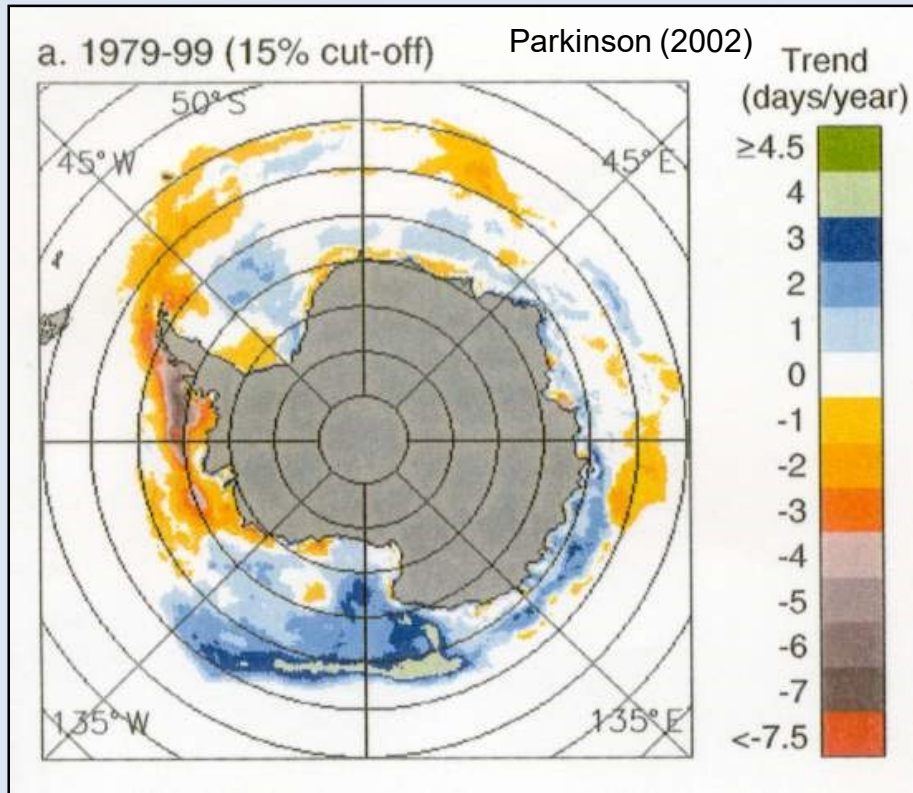 a. 1979-99 (15% cut-off)
Parkinson (2002)
Trend
(days/year)
50°S
45°W
45°E
135°W
135°E
≥4.5
4
3
2
1
0
-1
-2
-3
-4
-5
-6
-7
<-7.5